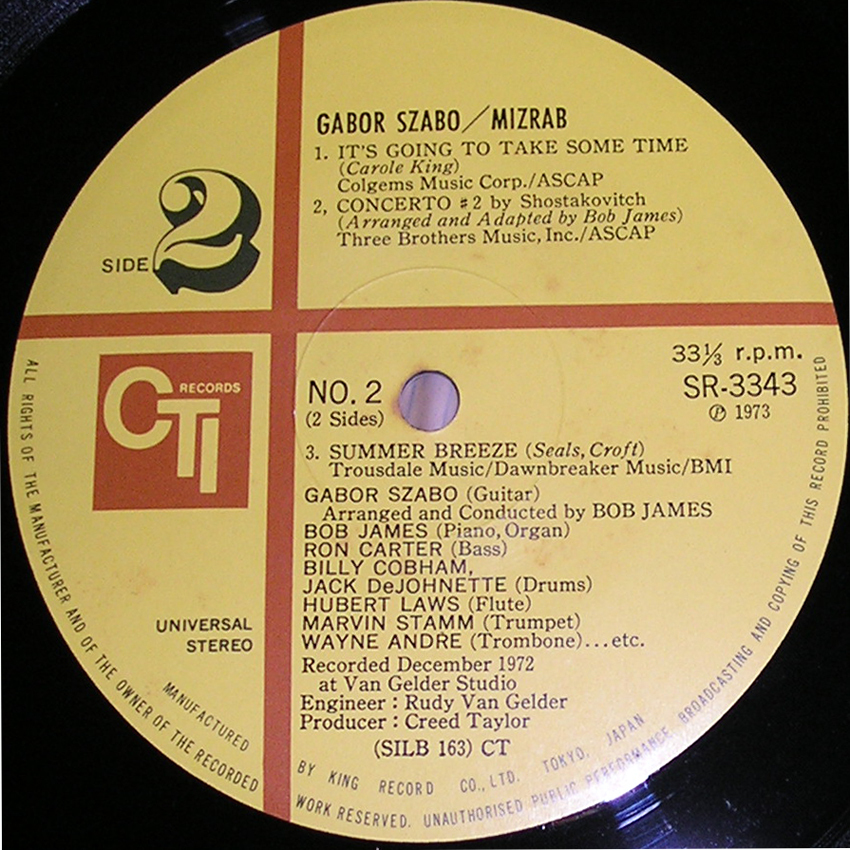 GABOR SZABO/MIZRAB
1. IT'S GOING TO TAKE SOME TIME
(Carole King)
Colgems Music Corp./ASCAP
2, CONCERTO #2 by Shostakovitch
(Arranged and Adapted by Bob James)
Three Brothers Music, Inc./ASCAP
SIDE 2
CTI RECORDS
NO. 2
(2 Sides)
33⅓ r.p.m.
SR-3343
Ⓟ 1973
3. SUMMER BREEZE (Seals, Croft)
Trousdale Music/Dawnbreaker Music/BMI
GABOR SZABO (Guitar)
Arranged and Conducted by BOB JAMES
BOB JAMES (Piano, Organ)
RON CARTER (Bass)
BILLY COBHAM,
JACK DeJOHNETTE (Drums)
HUBERT LAWS (Flute)
MARVIN STAMM (Trumpet)
WAYNE ANDRE (Trombone)...etc.
UNIVERSAL
STEREO
Recorded December 1972
at Van Gelder Studio
Engineer : Rudy Van Gelder
Producer : Creed Taylor
(SILB 163) CT
MANUFACTURED BY KING RECORD CO., LTD. TOKYO, JAPAN
ALL RIGHTS OF THE MANUFACTURER AND OF THE OWNER OF THE RECORDED WORK RESERVED. UNAUTHORISED PUBLIC PERFORMANCE BROADCASTING AND COPYING OF THIS RECORD PROHIBITED